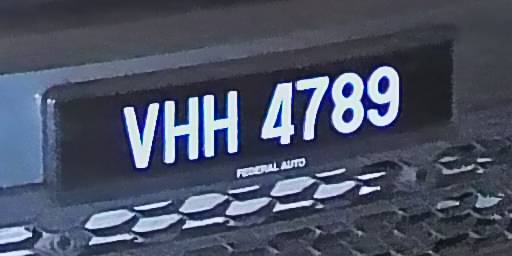 VHH 4789
FEDERAL AUTO